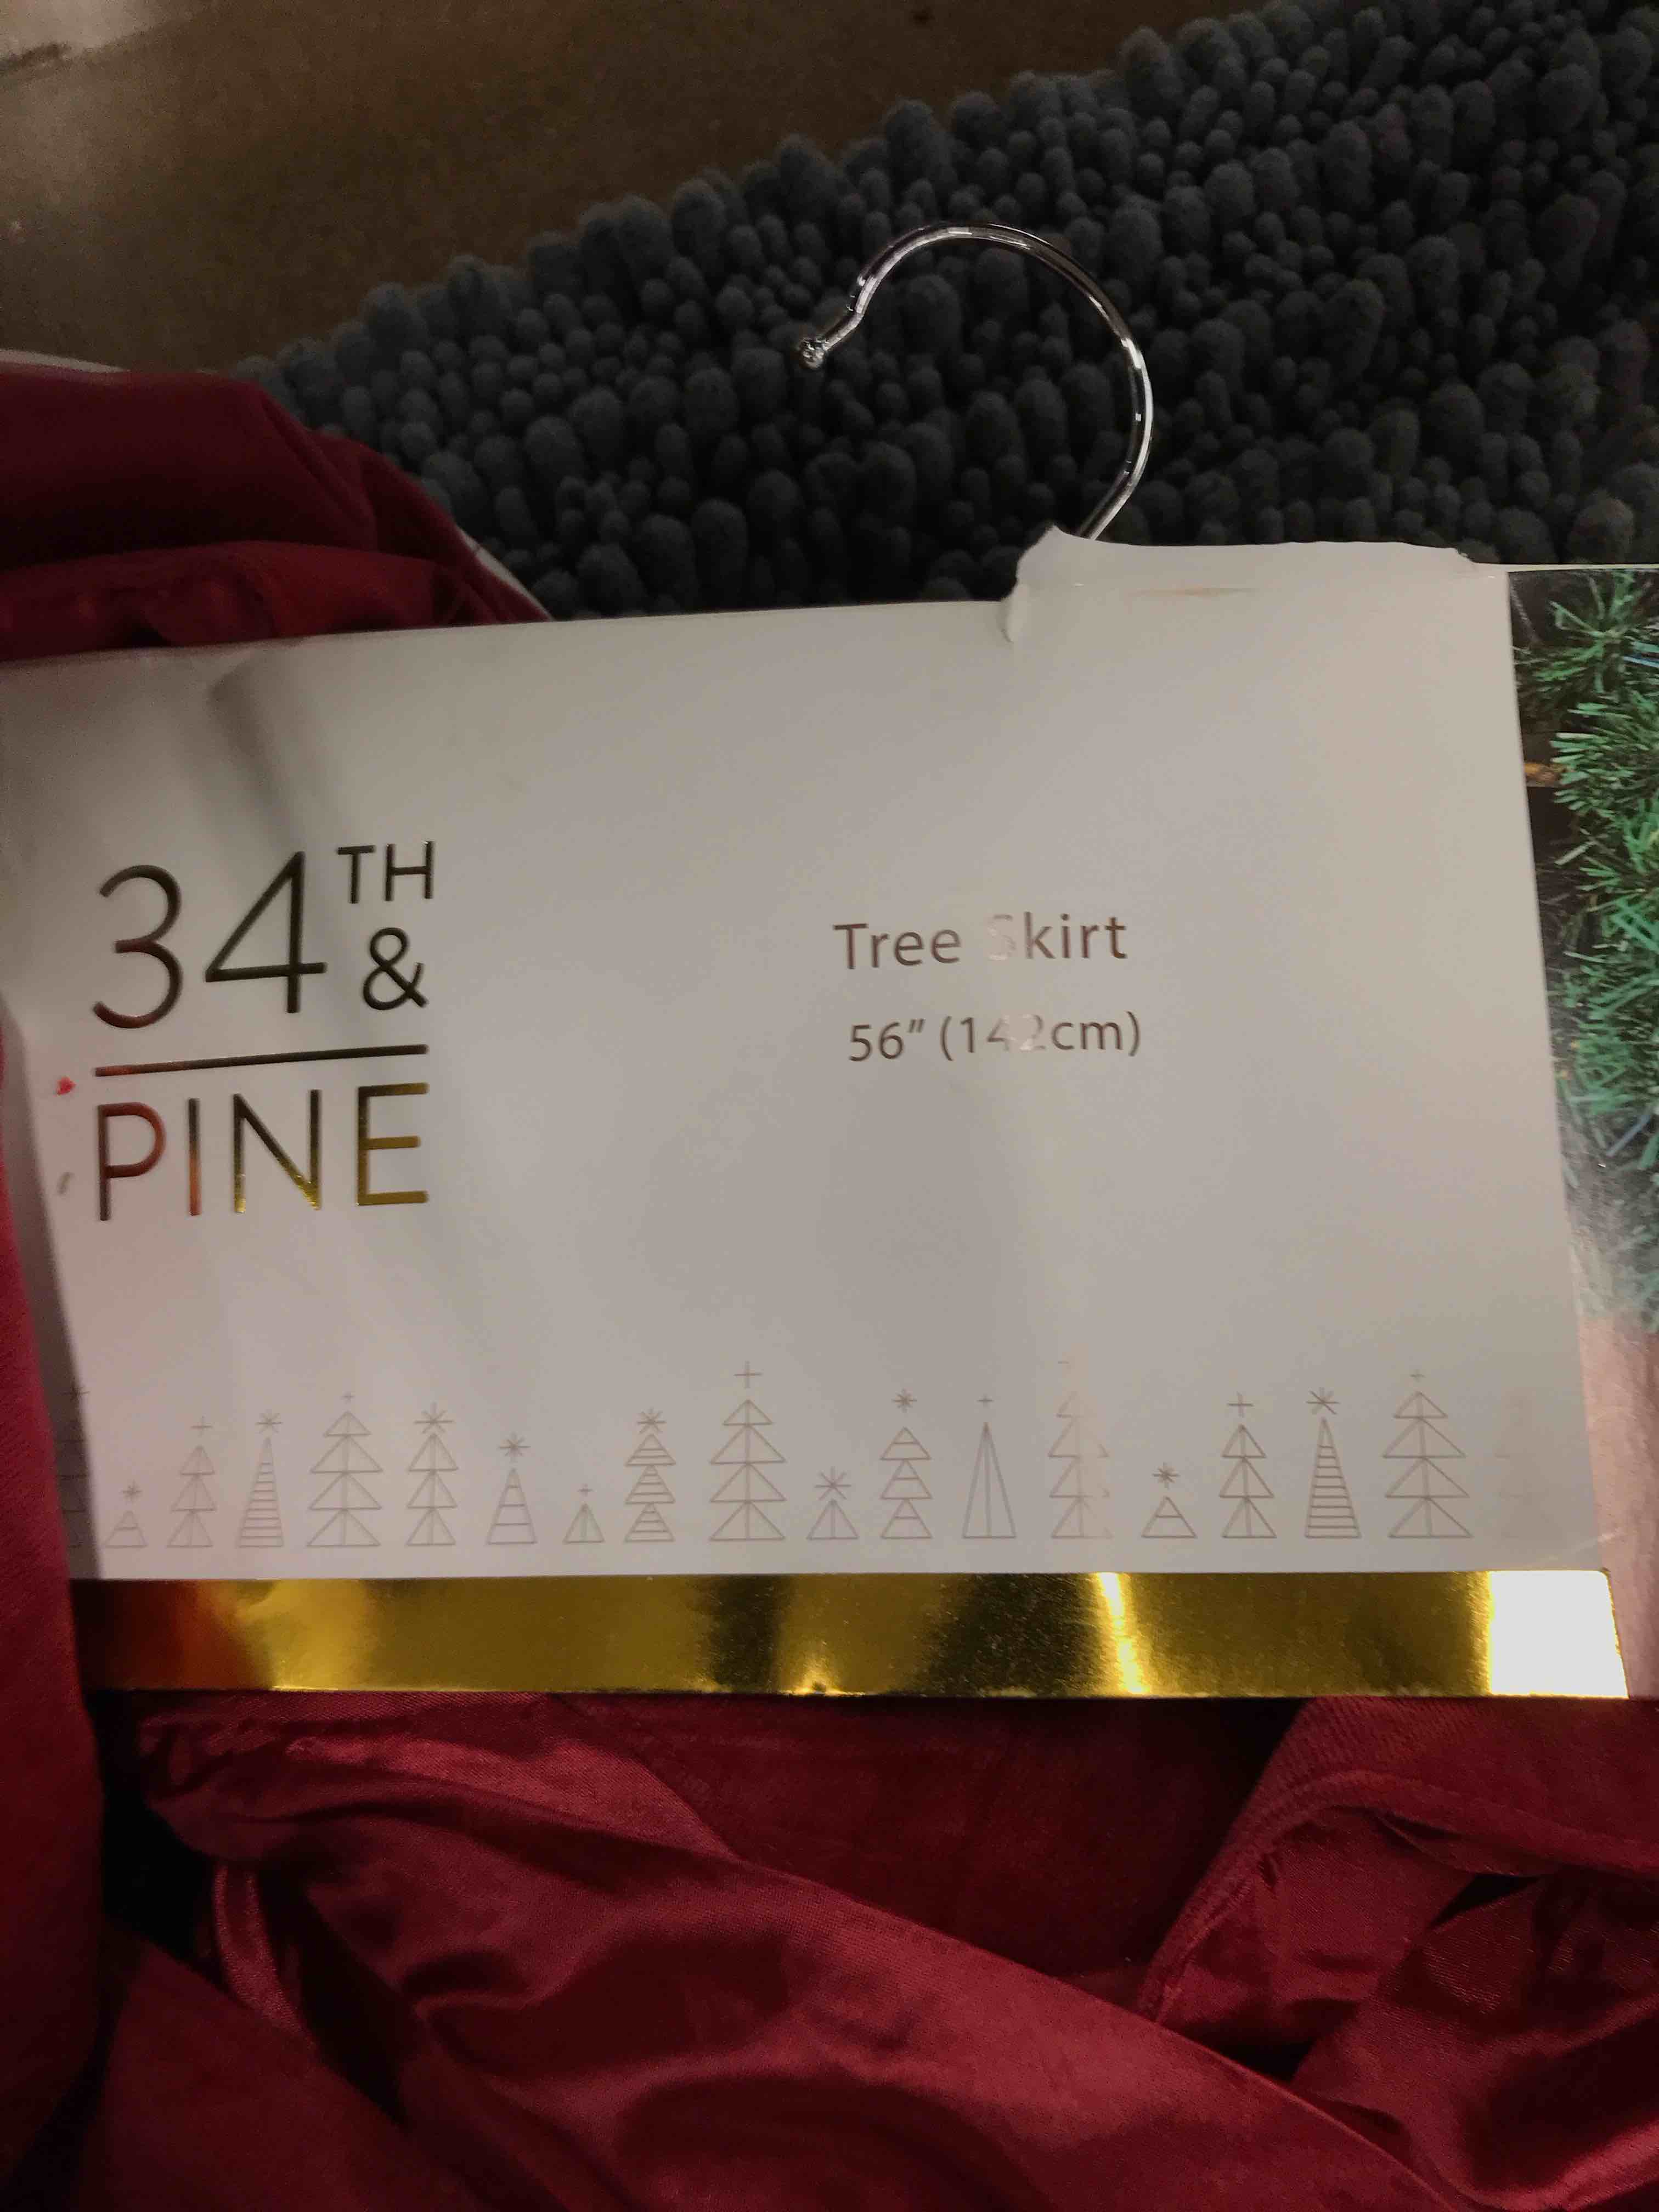 34TH
&
PINE
Tree Skirt
56" (142cm)